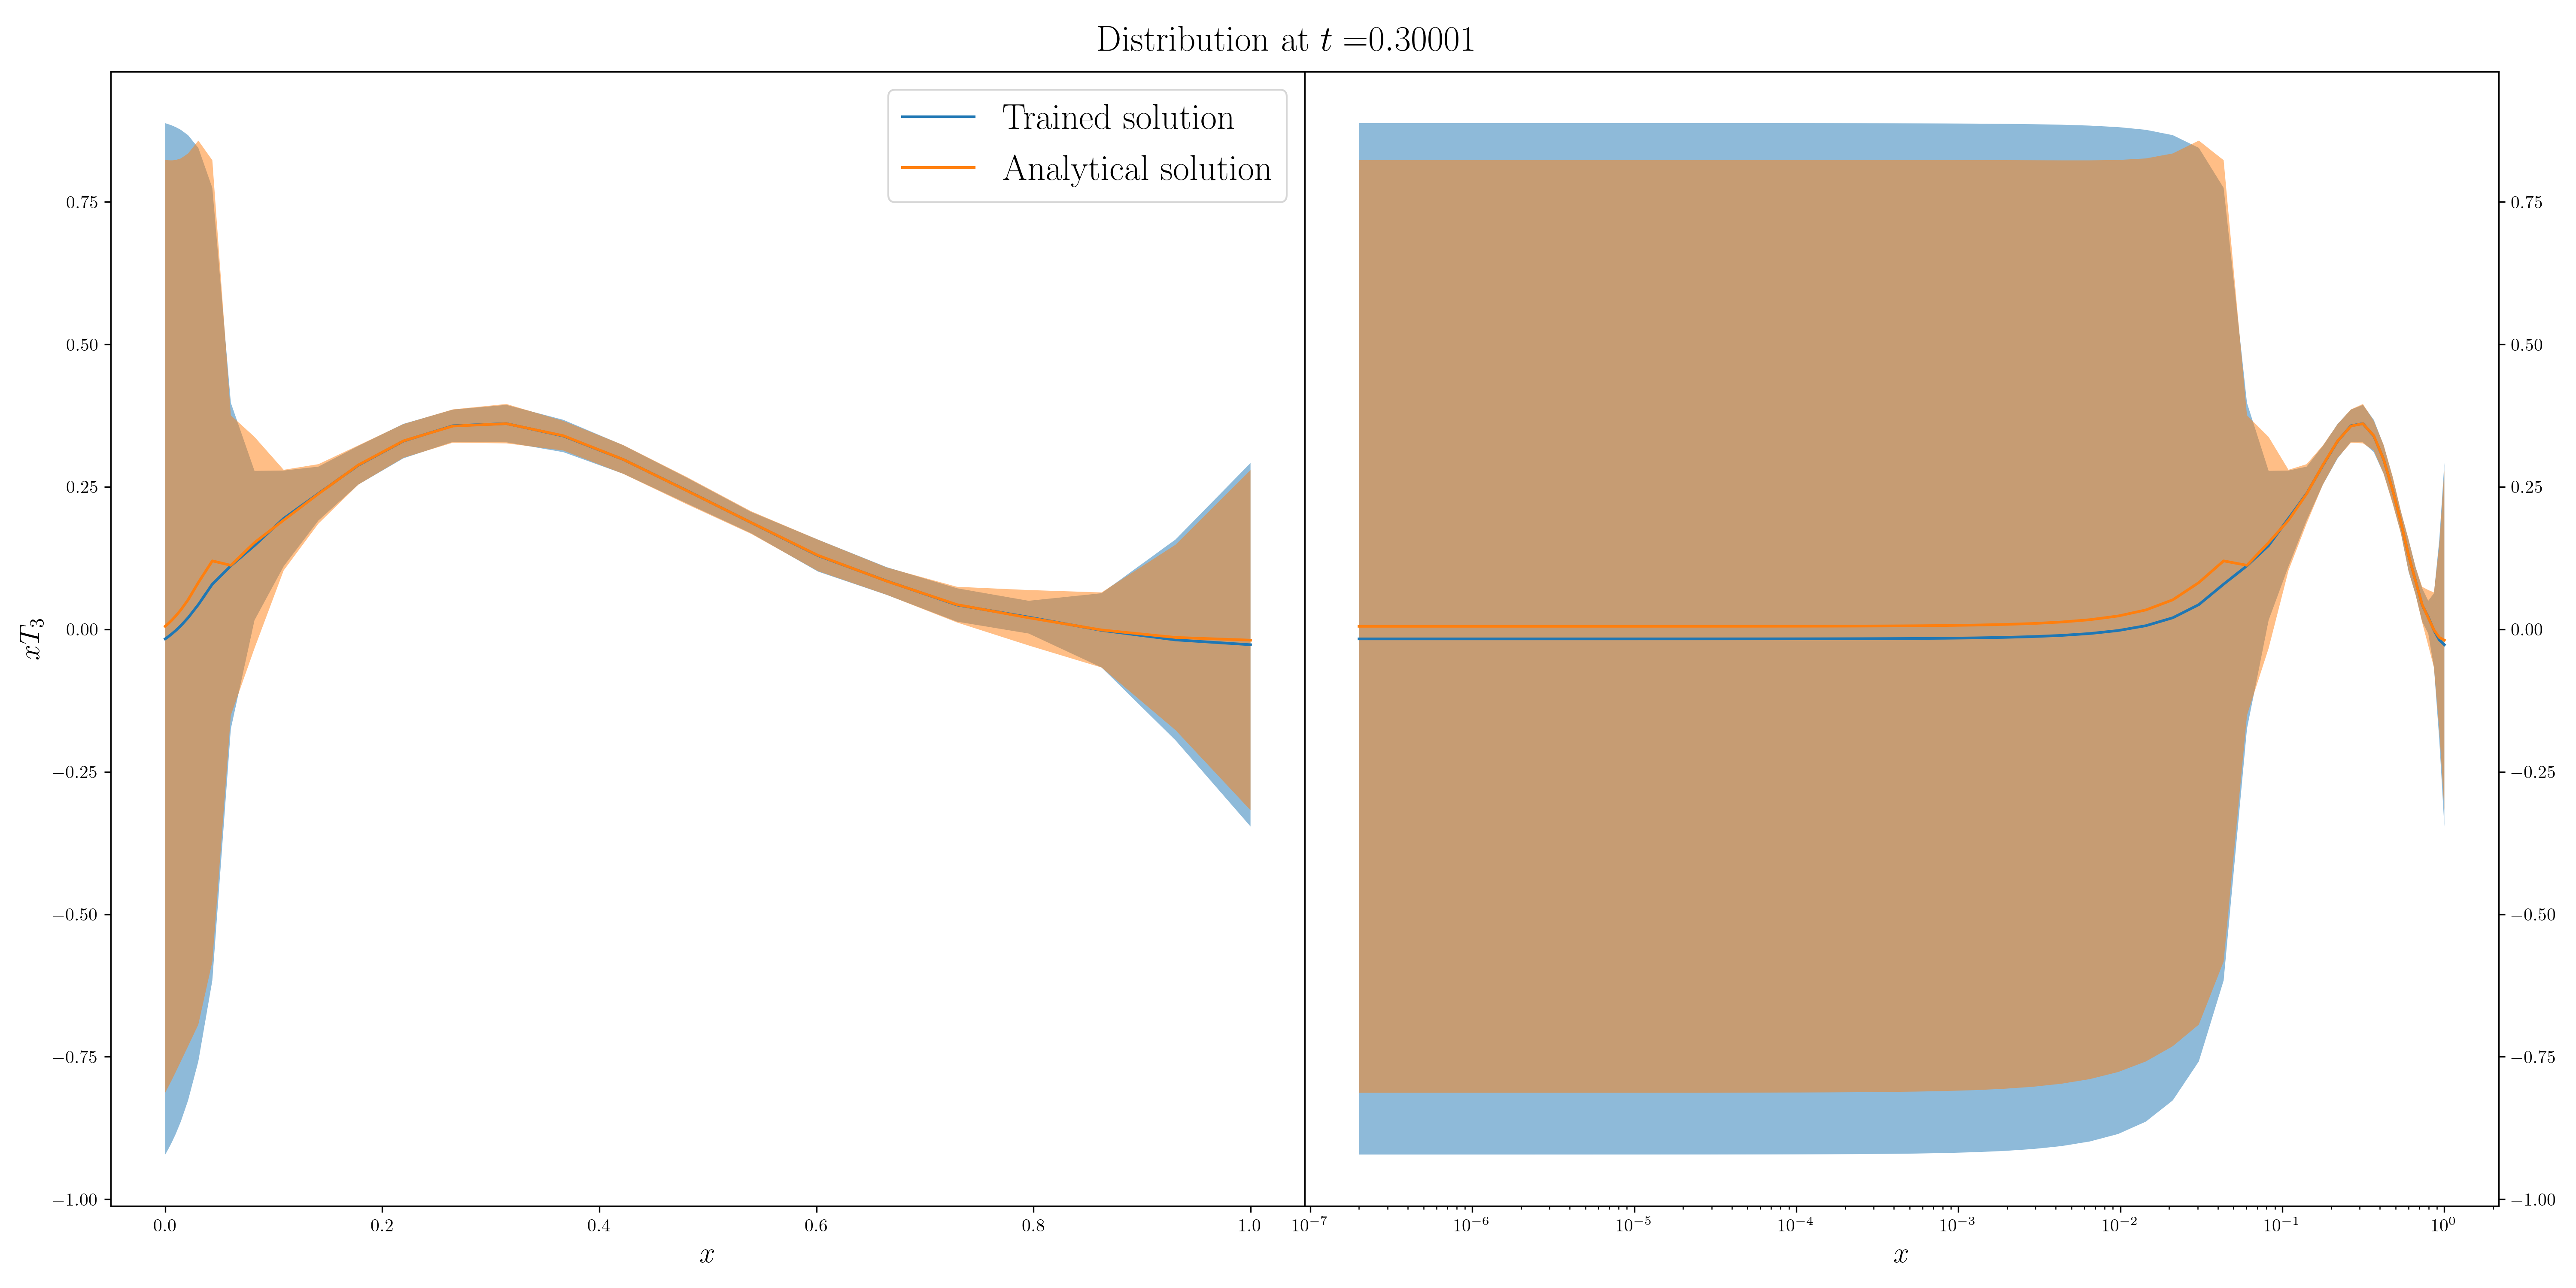 Distribution at t =0.30001
Trained solution
Analytical solution
xT₃
0.75
0.50
0.25
0.00
−0.25
−0.50
−0.75
−1.00
0.0 0.2 0.4 0.6 0.8 1.0
x
10⁻⁷ 10⁻⁶ 10⁻⁵ 10⁻⁴ 10⁻³ 10⁻² 10⁻¹ 10⁰
x
0.75
0.50
0.25
0.00
−0.25
−0.50
−0.75
−1.00